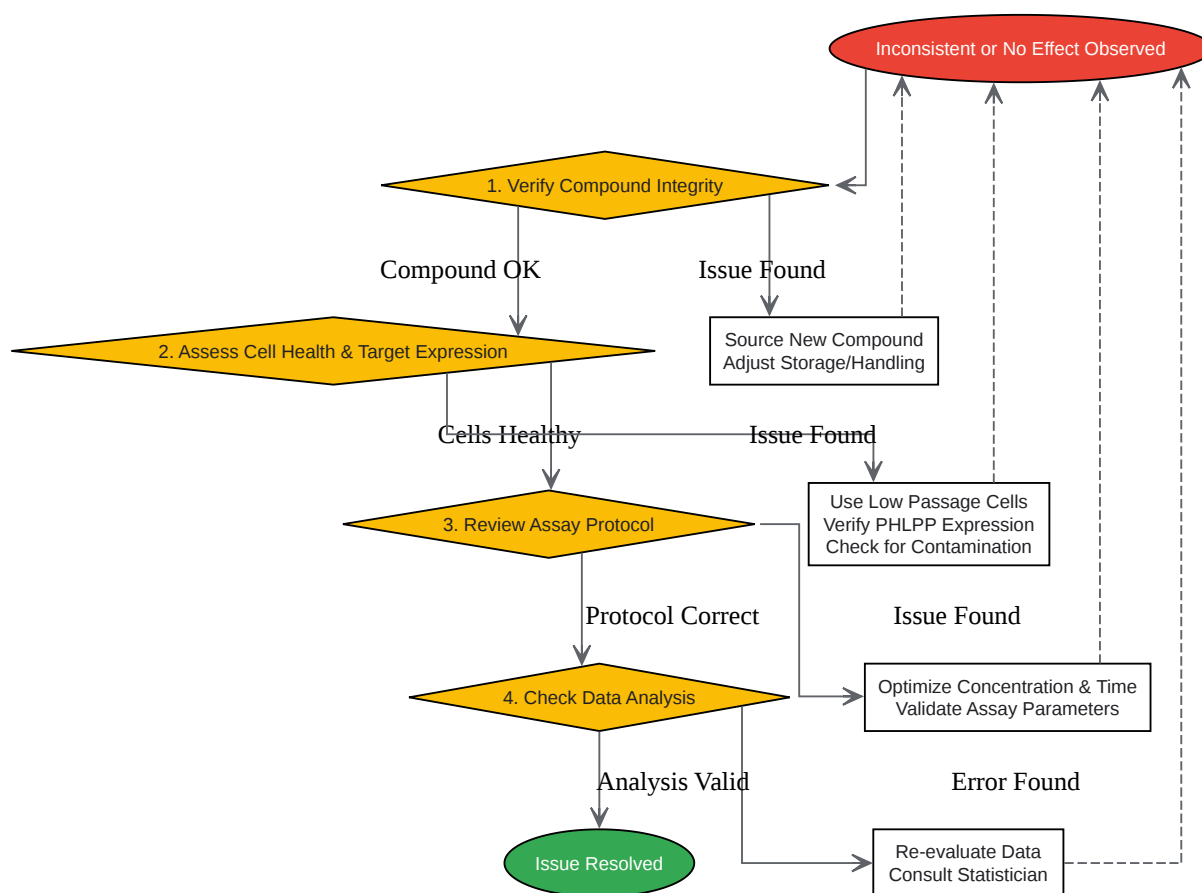 Inconsistent or No Effect Observed
1. Verify Compound Integrity
Compound OK
Issue Found
Source New Compound
Adjust Storage/Handling
2. Assess Cell Health & Target Expression
Cells Healthy
Issue Found
Use Low Passage Cells
Verify PHLPP Expression
Check for Contamination
3. Review Assay Protocol
Protocol Correct
Issue Found
Optimize Concentration & Time
Validate Assay Parameters
4. Check Data Analysis
Analysis Valid
Error Found
Issue Resolved
Re-evaluate Data
Consult Statistician